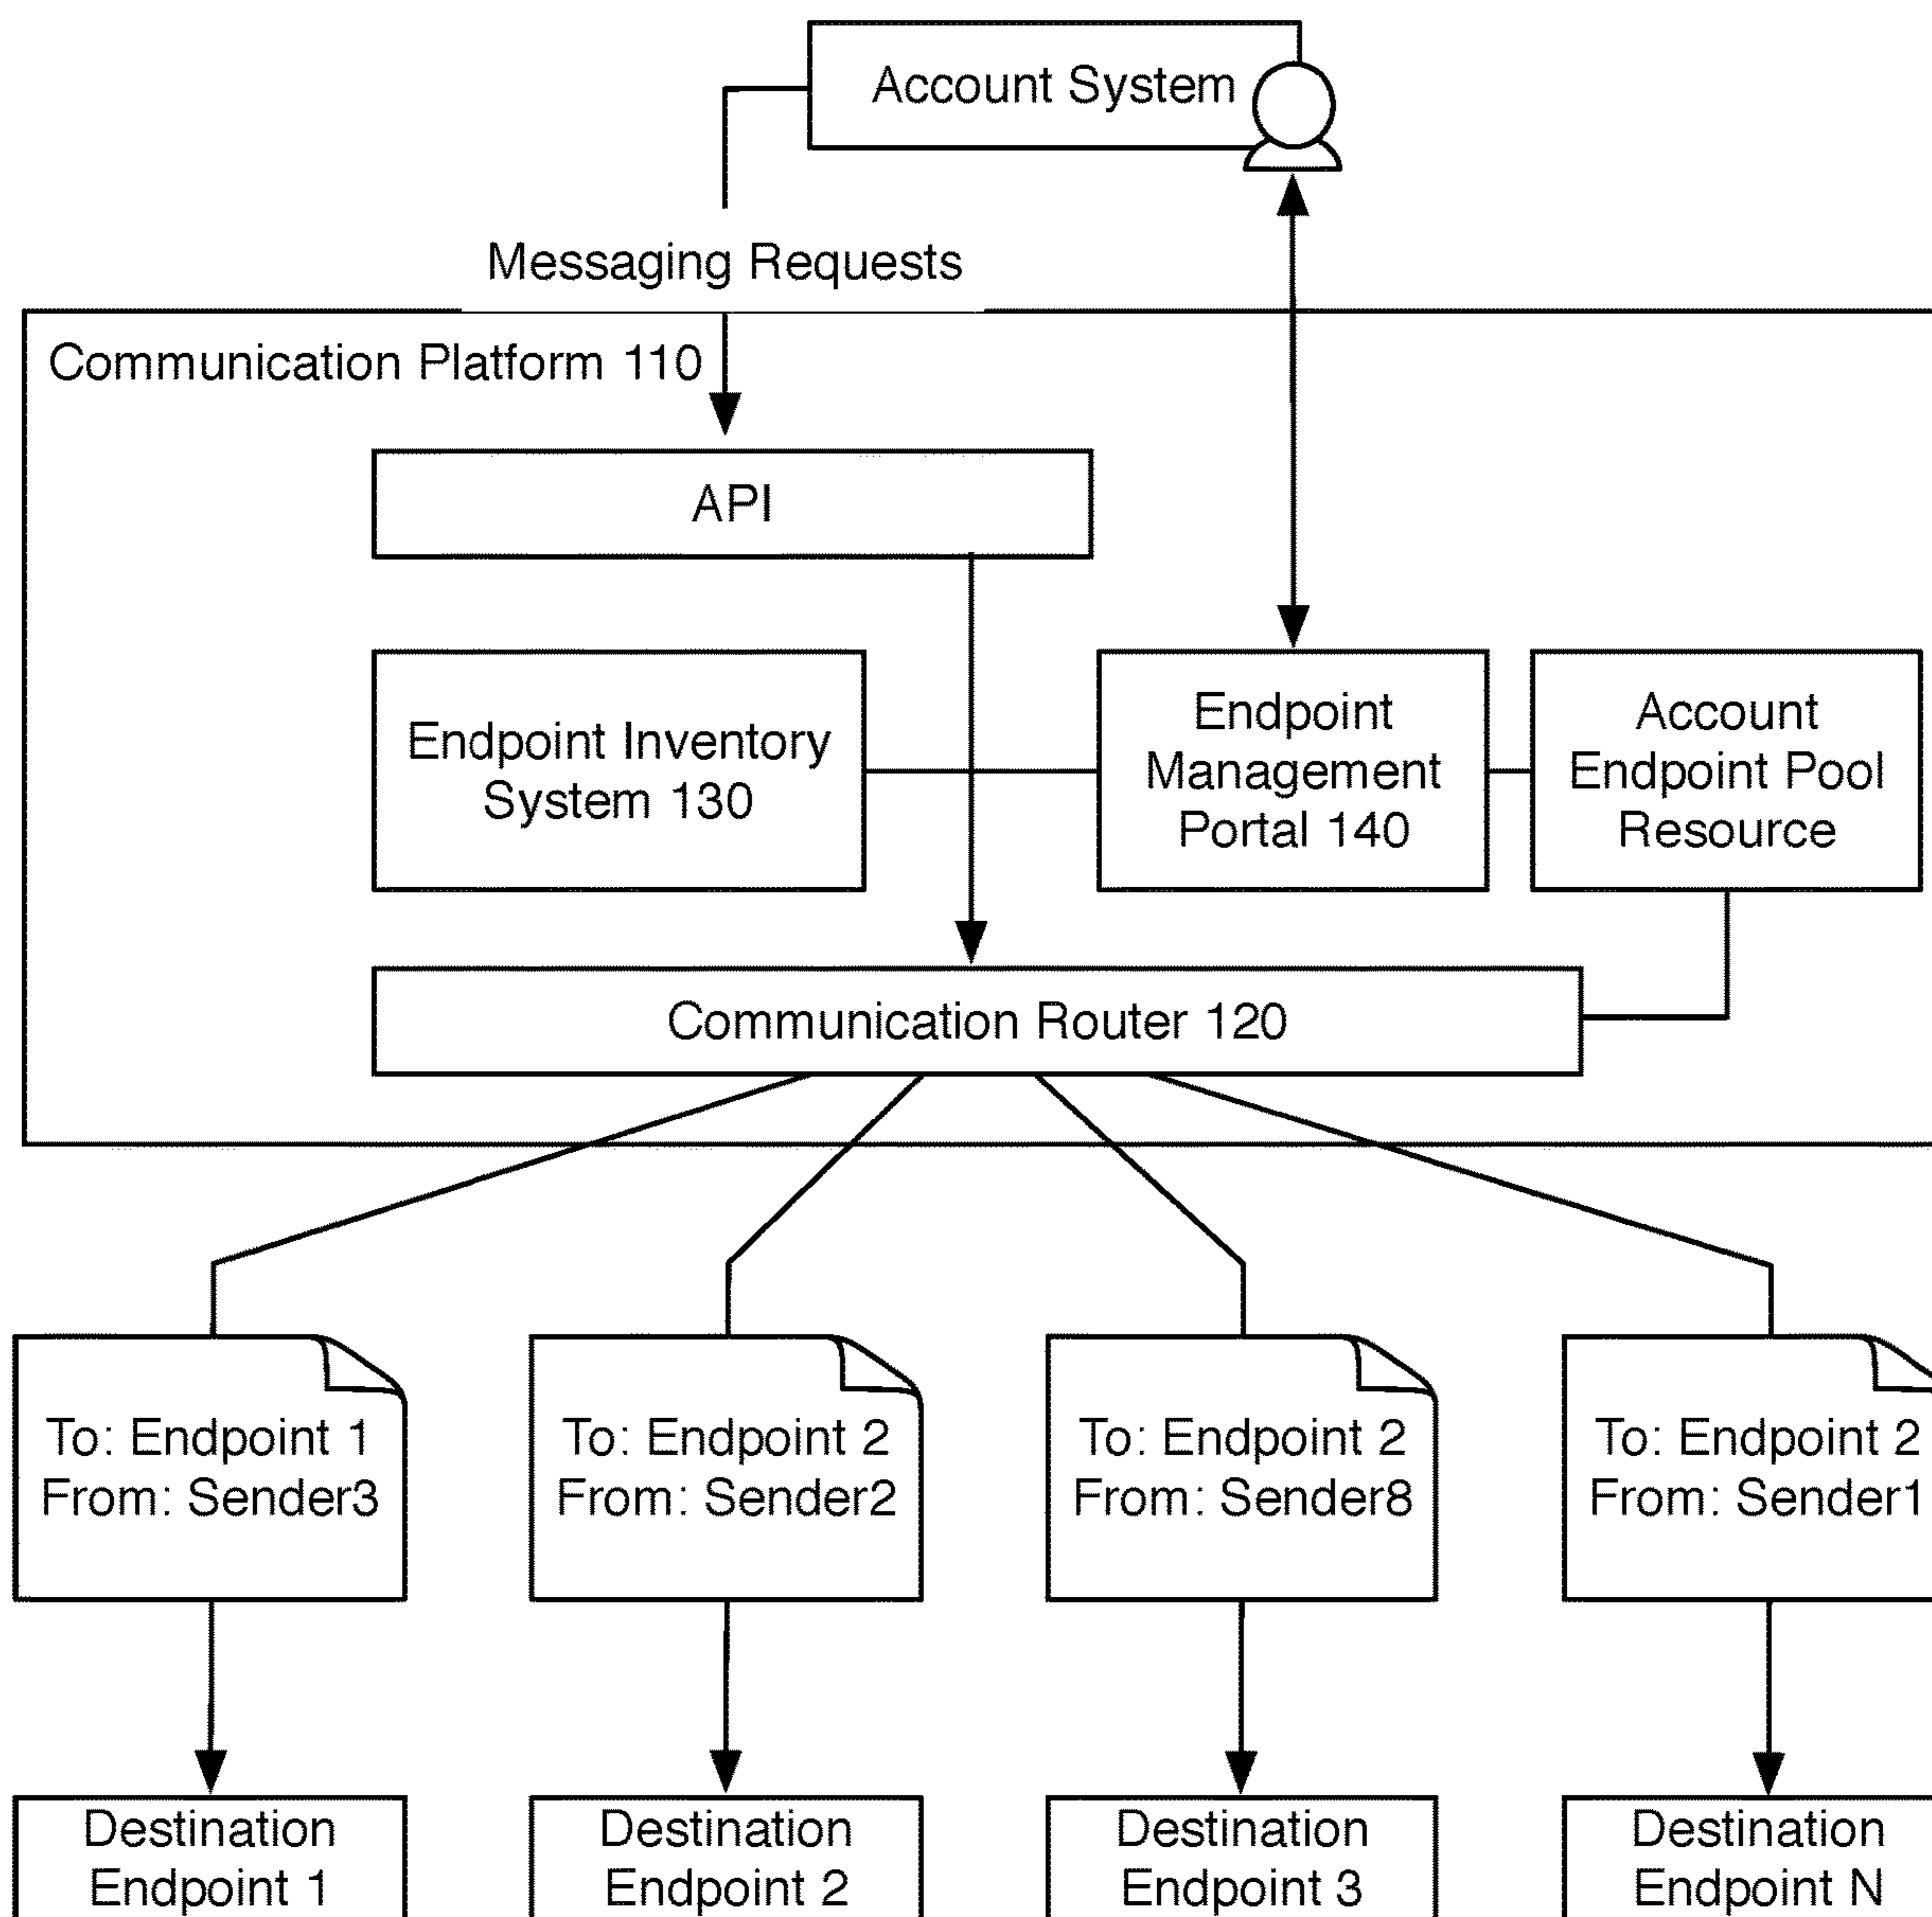 Account System
Messaging Requests
Communication Platform 110
API
Endpoint Inventory
System 130
Endpoint
Management
Portal 140
Account
Endpoint Pool
Resource
Communication Router 120
To: Endpoint 1
From: Sender3
To: Endpoint 2
From: Sender2
To: Endpoint 2
From: Sender8
To: Endpoint 2
From: Sender1
Destination
Endpoint 1
Destination
Endpoint 2
Destination
Endpoint 3
Destination
Endpoint N